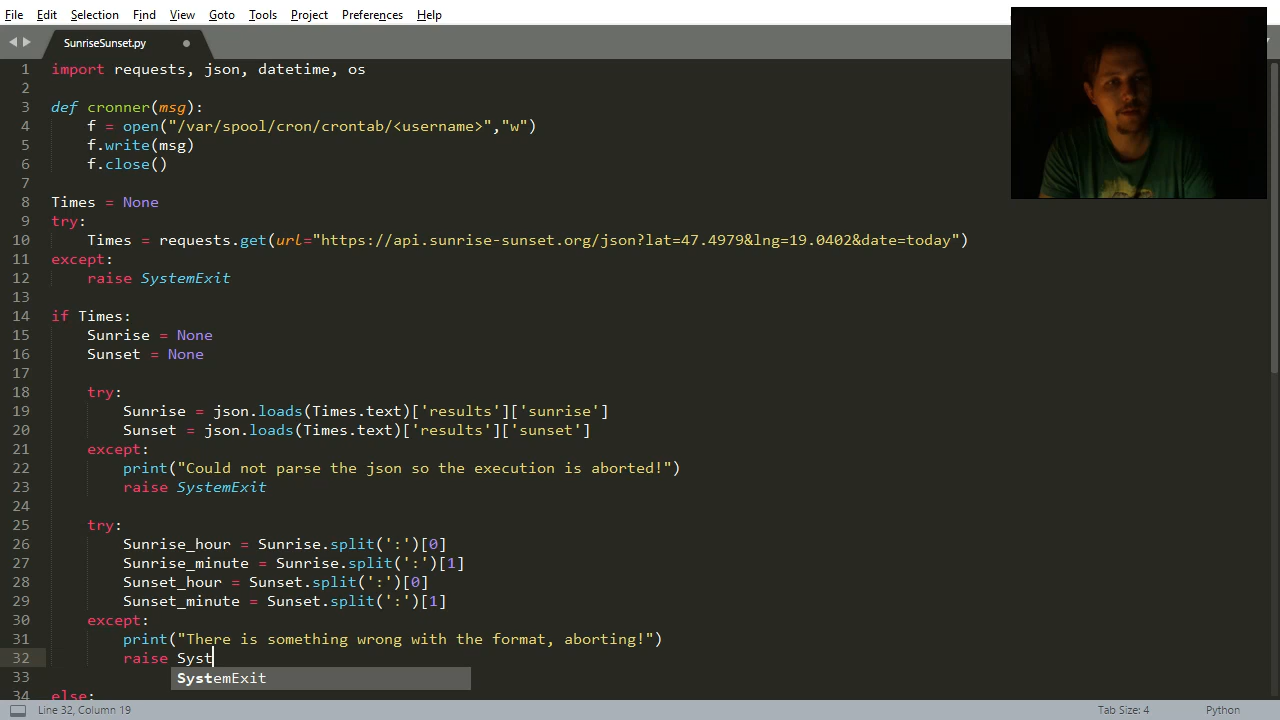 File Edit Selection Find View Goto Tools Project Preferences Help
SunriseSunset.py
1 import requests, json, datetime, os
2
3 def cronner(msg):
4 f = open("/var/spool/cron/crontab/<username>","w")
5 f.write(msg)
6 f.close()
7
8 Times = None
9 try:
10 Times = requests.get(url="https://api.sunrise-sunset.org/json?lat=47.4979&lng=19.0402&date=today")
11 except:
12 raise SystemExit
13
14 if Times:
15 Sunrise = None
16 Sunset = None
17
18 try:
19 Sunrise = json.loads(Times.text)['results']['sunrise']
20 Sunset = json.loads(Times.text)['results']['sunset']
21 except:
22 print("Could not parse the json so the execution is aborted!")
23 raise SystemExit
24
25 try:
26 Sunrise_hour = Sunrise.split(':')[0]
27 Sunrise_minute = Sunrise.split(':')[1]
28 Sunset_hour = Sunset.split(':')[0]
29 Sunset_minute = Sunset.split(':')[1]
30 except:
31 print("There is something wrong with the format, aborting!")
32 raise Syst
33 SystemExit
34 else:
Line 32, Column 19 Tab Size: 4 Python